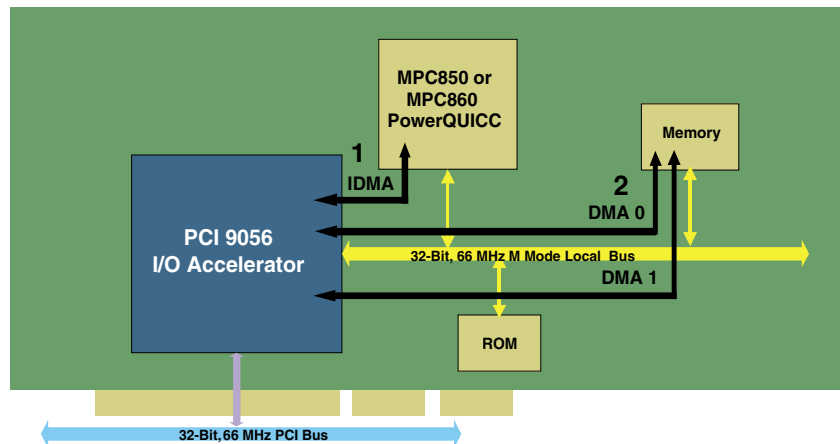 MPC850 or
MPC860
PowerQUICC
Memory
1
IDMA
2
DMA 0
PCI 9056
I/O Accelerator
32-Bit, 66 MHz M Mode Local Bus
DMA 1
ROM
32-Bit, 66 MHz PCI Bus